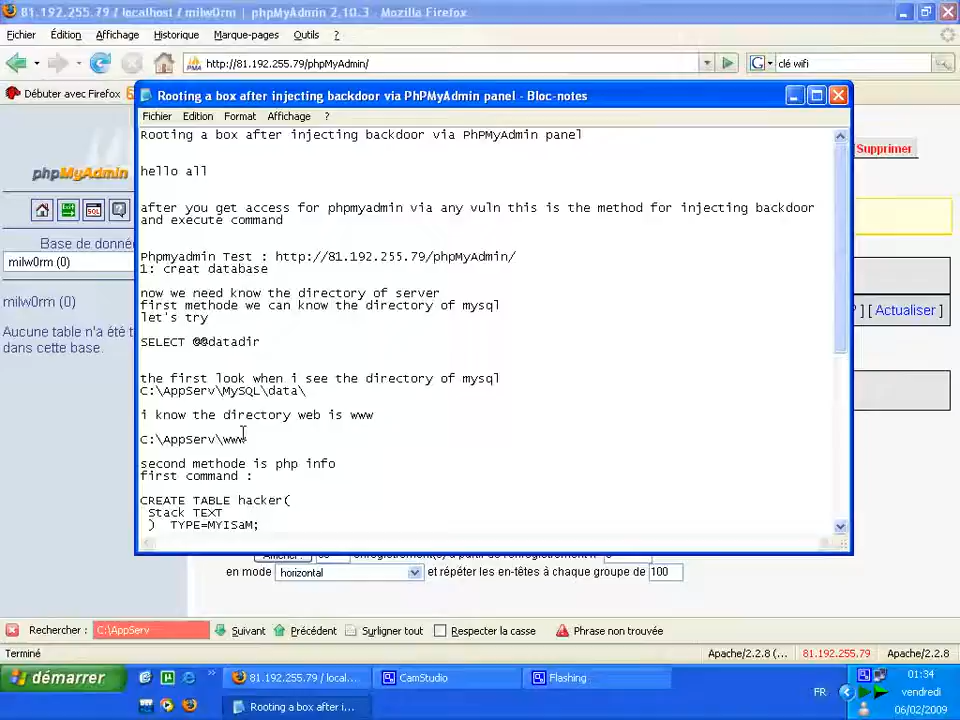 81.192.255.79 / localhost / milw0rm | phpMyAdmin 2.10.3 - Mozilla Firefox
Fichier Édition Affichage Historique Marque-pages Outils ?
http://81.192.255.79/phpMyAdmin/
clé wifi
Débuter avec Firefox
Rooting a box after injecting backdoor via PhPMyAdmin panel - Bloc-notes
Fichier Edition Format Affichage ?
Rooting a box after injecting backdoor via PhPMyAdmin panel
hello all
after you get access for phpmyadmin via any vuln this is the method for injecting backdoor
and execute command
Phpmyadmin Test : http://81.192.255.79/phpMyAdmin/
1: creat database
now we need know the directory of server
first methode we can know the directory of mysql
let's try
SELECT @@datadir
the first look when i see the directory of mysql
C:\AppServ\MySQL\data\
i know the directory web is www
C:\AppServ\www
second methode is php info
first command :
CREATE TABLE hacker(
Stack TEXT
) TYPE=MYISaM;
phpMyAdmin
Base de donné
milw0rm (0)
milw0rm (0)
Aucune table n'a été t
dans cette base.
Supprimer
] [ Actualiser ]
en mode horizontal et répéter les en-têtes à chaque groupe de 100
Rechercher : C:\AppServ Suivant Précédent Surligner tout Respecter la casse Phrase non trouvée
Terminé Apache/2.2.8 (... 81.192.255.79 Apache/2.2.8
démarrer
81.192.255.79 / local...
CamStudio
Flashing
Rooting a box after i...
FR
01:34
vendredi
06/02/2009